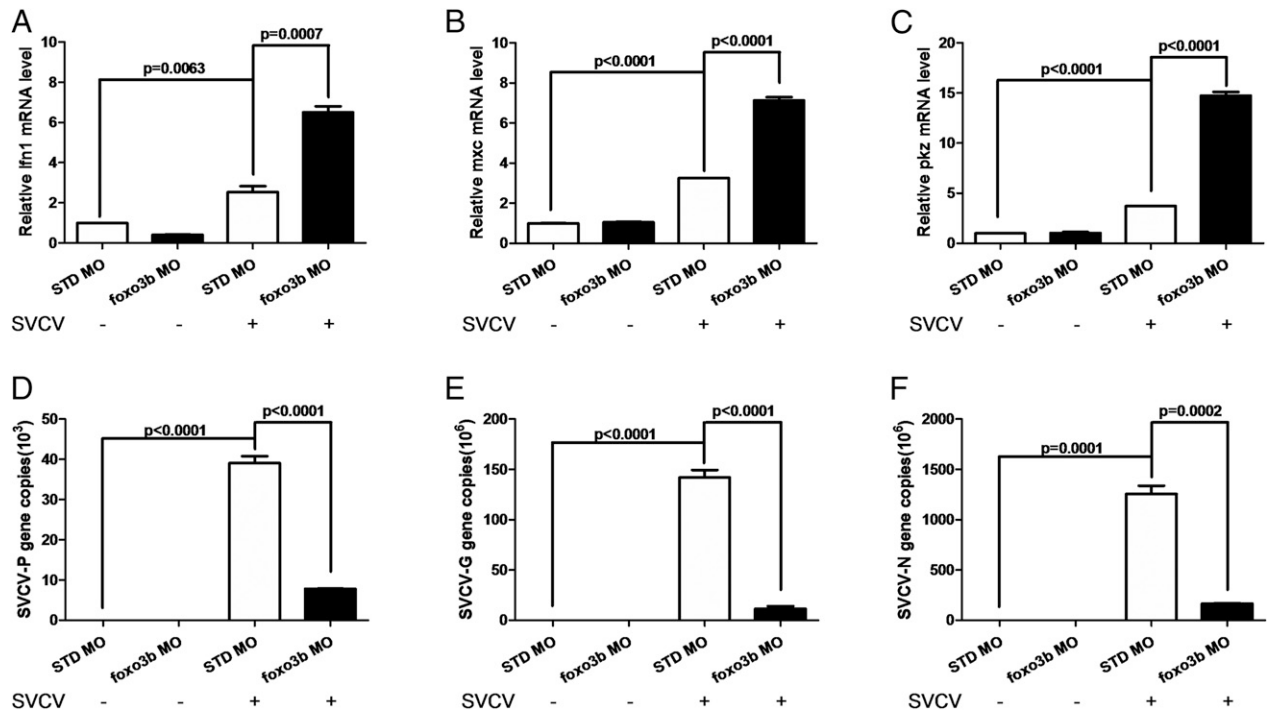 A
Relative Ifn1 mRNA level
10
8
6
4
2
0
p=0.0063
p=0.0007
STD MO
foxo3b MO
STD MO
foxo3b MO
SVCV - - + +
B
Relative mxc mRNA level
10
8
6
4
2
0
p<0.0001
p<0.0001
STD MO
foxo3b MO
STD MO
foxo3b MO
- - + +
C
Relative pkz mRNA level
20
15
10
5
0
p<0.0001
p<0.0001
STD MO
foxo3b MO
STD MO
foxo3b MO
SVCV - - + +
D
SVCV-P gene copies(10³)
50
40
30
20
10
0
p<0.0001
p<0.0001
STD MO
foxo3b MO
STD MO
foxo3b MO
SVCV - - + +
E
SVCV-G gene copies(10⁶)
200
150
100
50
0
p<0.0001
p<0.0001
STD MO
foxo3b MO
STD MO
foxo3b MO
SVCV - - + +
F
SVCV-N gene copies(10⁶)
2000
1500
1000
500
0
p=0.0001
p=0.0002
STD MO
foxo3b MO
STD MO
foxo3b MO
SVCV - - + +